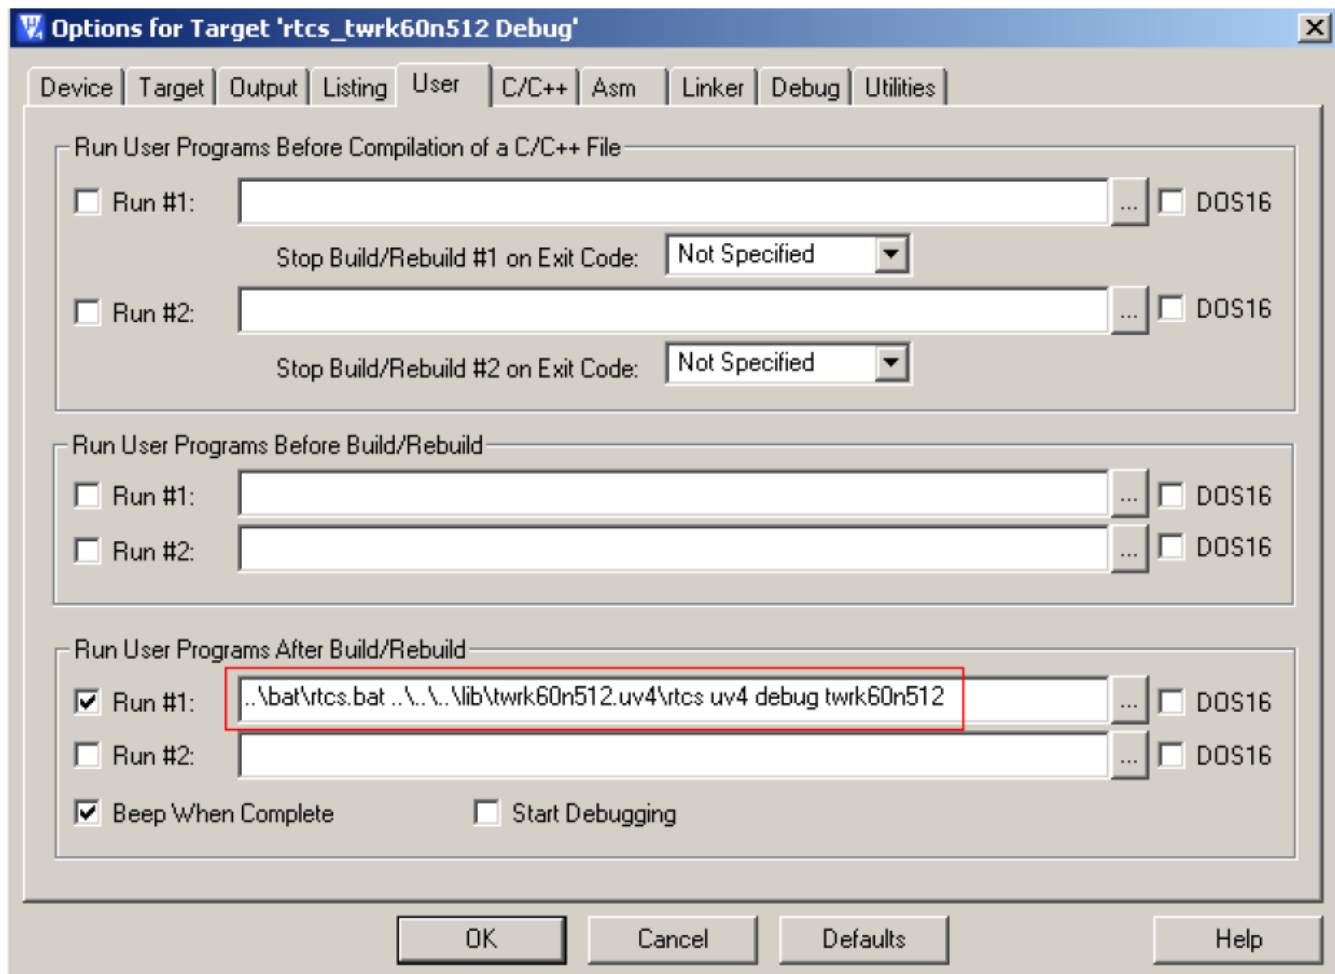 Options for Target 'rtcs_twrk60n512 Debug'
Device Target Output Listing User C/C++ Asm Linker Debug Utilities
Run User Programs Before Compilation of a C/C++ File
Run #1: ... DOS16
Stop Build/Rebuild #1 on Exit Code: Not Specified
Run #2: ... DOS16
Stop Build/Rebuild #2 on Exit Code: Not Specified
Run User Programs Before Build/Rebuild
Run #1: ... DOS16
Run #2: ... DOS16
Run User Programs After Build/Rebuild
Run #1: ..\bat\rtcs.bat ..\..\..\lib\twrk60n512.uv4\rtcs uv4 debug twrk60n512 ... DOS16
Run #2: ... DOS16
Beep When Complete Start Debugging
OK Cancel Defaults Help